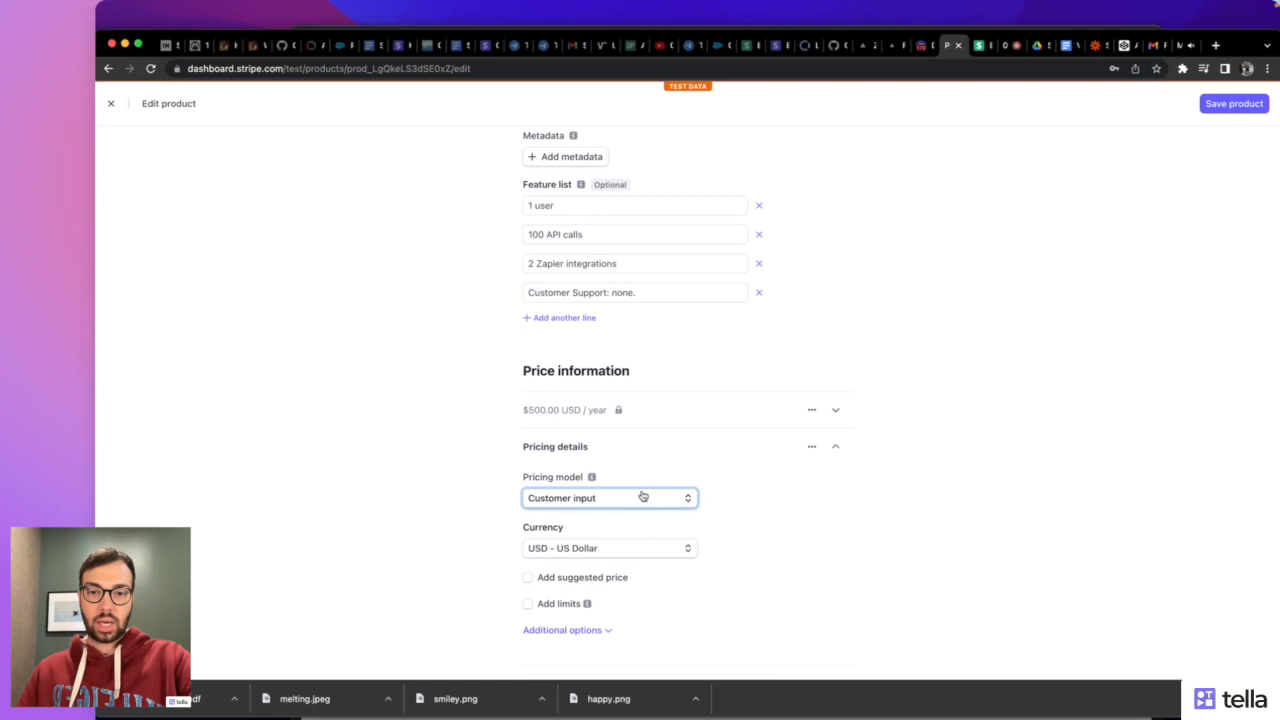 dashboard.stripe.com/test/products/prod_LgQkeLS3dSE0xZ/edit
TEST DATA
Edit product
Save product
Metadata
+ Add metadata
Feature list Optional
1 user
100 API calls
2 Zapier integrations
Customer Support: none.
+ Add another line
Price information
$500.00 USD / year
Pricing details
Pricing model
Customer input
Currency
USD - US Dollar
Add suggested price
Add limits
Additional options
melting.jpeg
smiley.png
happy.png
tella
tella